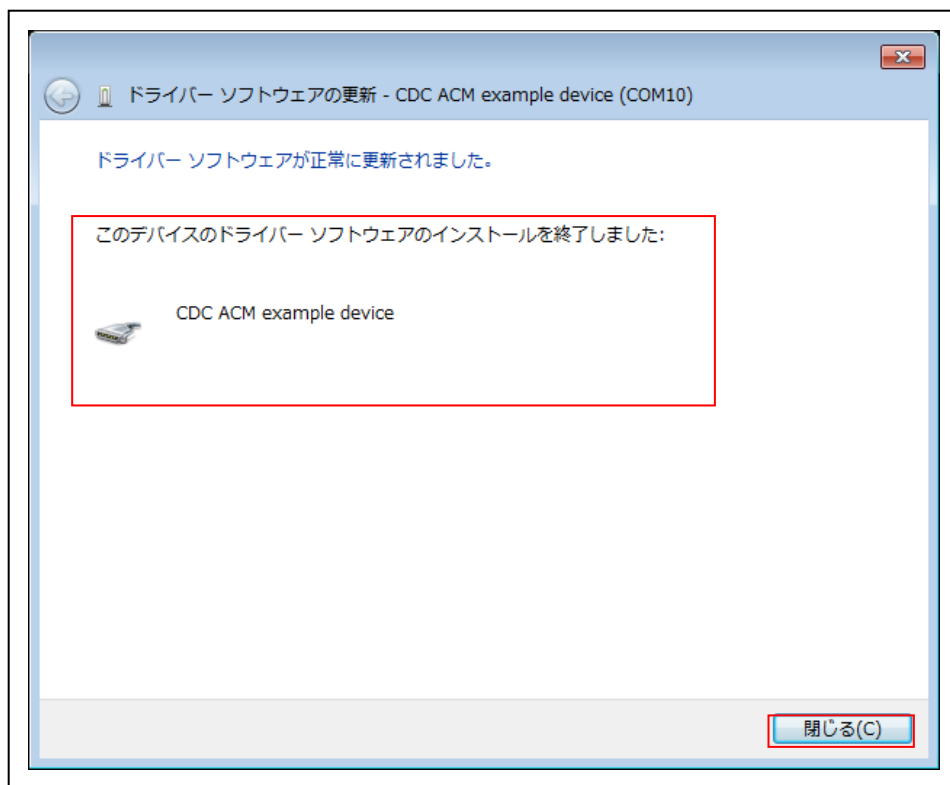 ドライバー ソフトウェアの更新 - CDC ACM example device (COM10)
ドライバー ソフトウェアが正常に更新されました。
このデバイスのドライバー ソフトウェアのインストールを終了しました:
CDC ACM example device
閉じる(C)